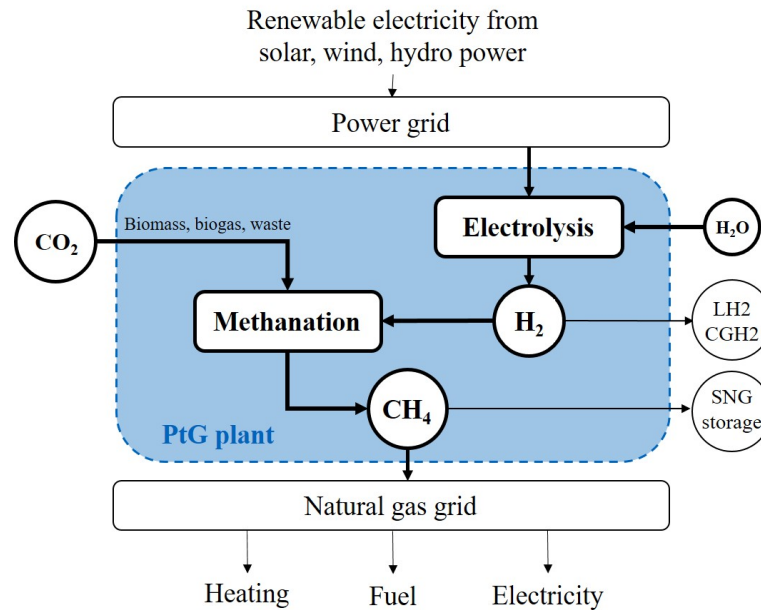 Renewable electricity from
solar, wind, hydro power
Power grid
CO₂
Biomass, biogas, waste
Electrolysis
H₂O
Methanation
H₂
LH2
CGH2
CH₄
SNG
storage
PtG plant
Natural gas grid
Heating
Fuel
Electricity